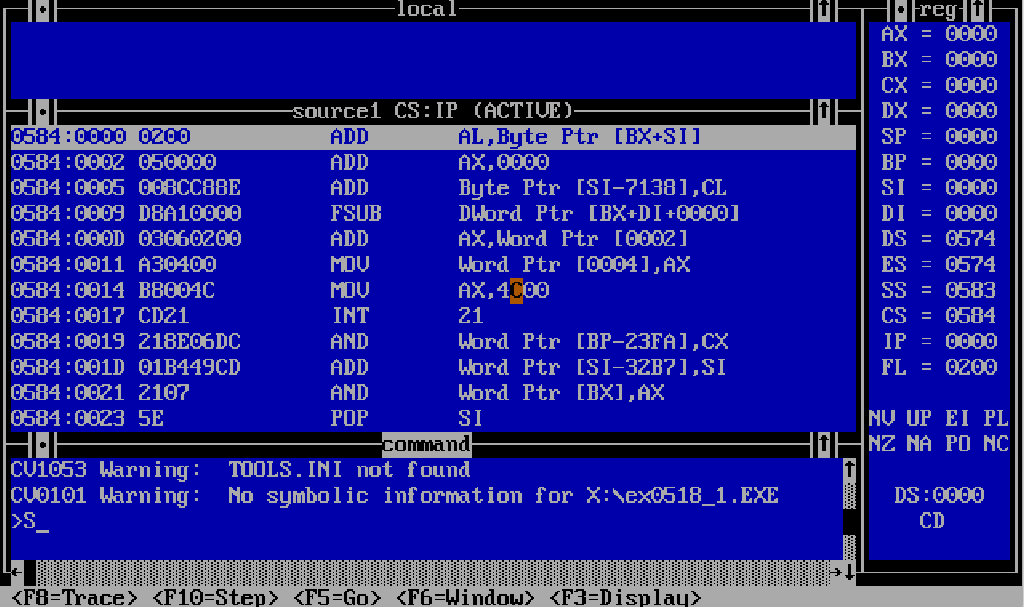 local
source1 CS:IP (ACTIVE)
0584:0000 0200 ADD AL,Byte Ptr [BX+SI]
0584:0002 050000 ADD AX,0000
0584:0005 008CC88E ADD Byte Ptr [SI-7138],CL
0584:0009 D8A10000 FSUB DWord Ptr [BX+DI+0000]
0584:000D 03060200 ADD AX,Word Ptr [0002]
0584:0011 A30400 MOV Word Ptr [0004],AX
0584:0014 B8004C MOV AX,4C00
0584:0017 CD21 INT 21
0584:0019 218E06DC AND Word Ptr [BP-23FA],CX
0584:001D 01B449CD ADD Word Ptr [SI-32B7],SI
0584:0021 2107 AND Word Ptr [BX],AX
0584:0023 5E POP SI
command
CV1053 Warning: TOOLS.INI not found
CV0101 Warning: No symbolic information for X:\ex0518_1.EXE
>S_
reg
AX = 0000
BX = 0000
CX = 0000
DX = 0000
SP = 0000
BP = 0000
SI = 0000
DI = 0000
DS = 0574
ES = 0574
SS = 0583
CS = 0584
IP = 0000
FL = 0200
NV UP EI PL
NZ NA PO NC
DS:0000
CD
<F8=Trace> <F10=Step> <F5=Go> <F6=Window> <F3=Display>